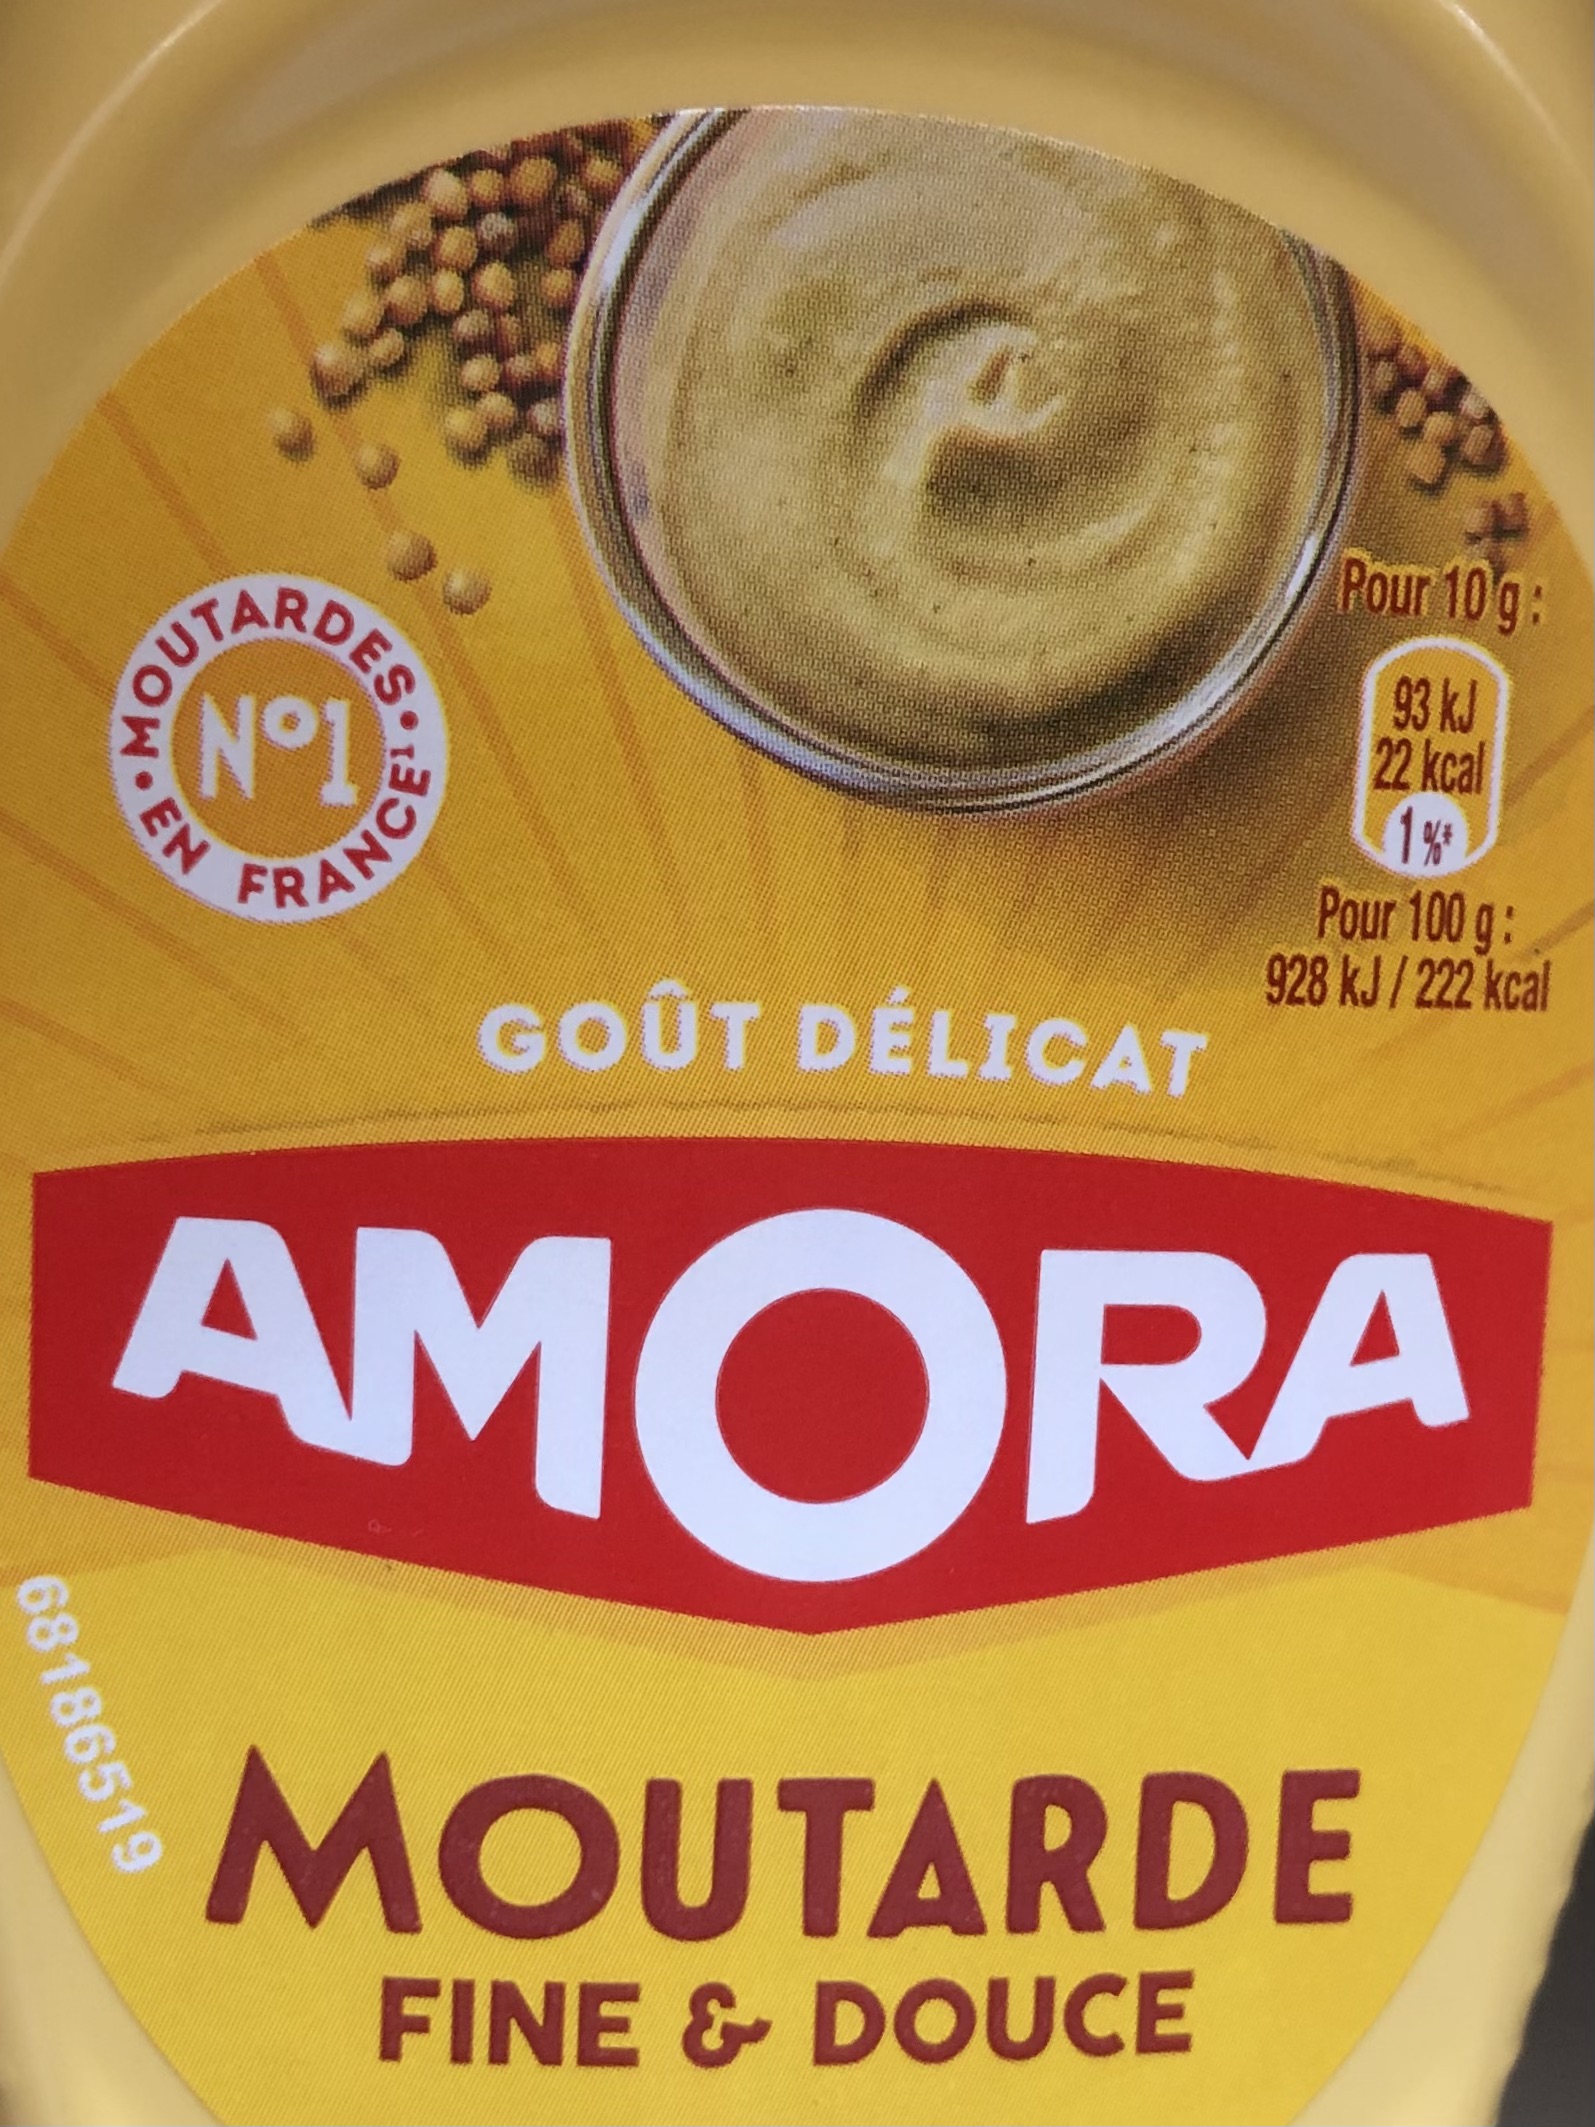 MOUTARDES • EN FRANCE¹ •
N°1
Pour 10 g :
93 kJ
22 kcal
1 %*
Pour 100 g :
928 kJ / 222 kcal
GOÛT DÉLICAT
AMORA
68186519
MOUTARDE
FINE & DOUCE